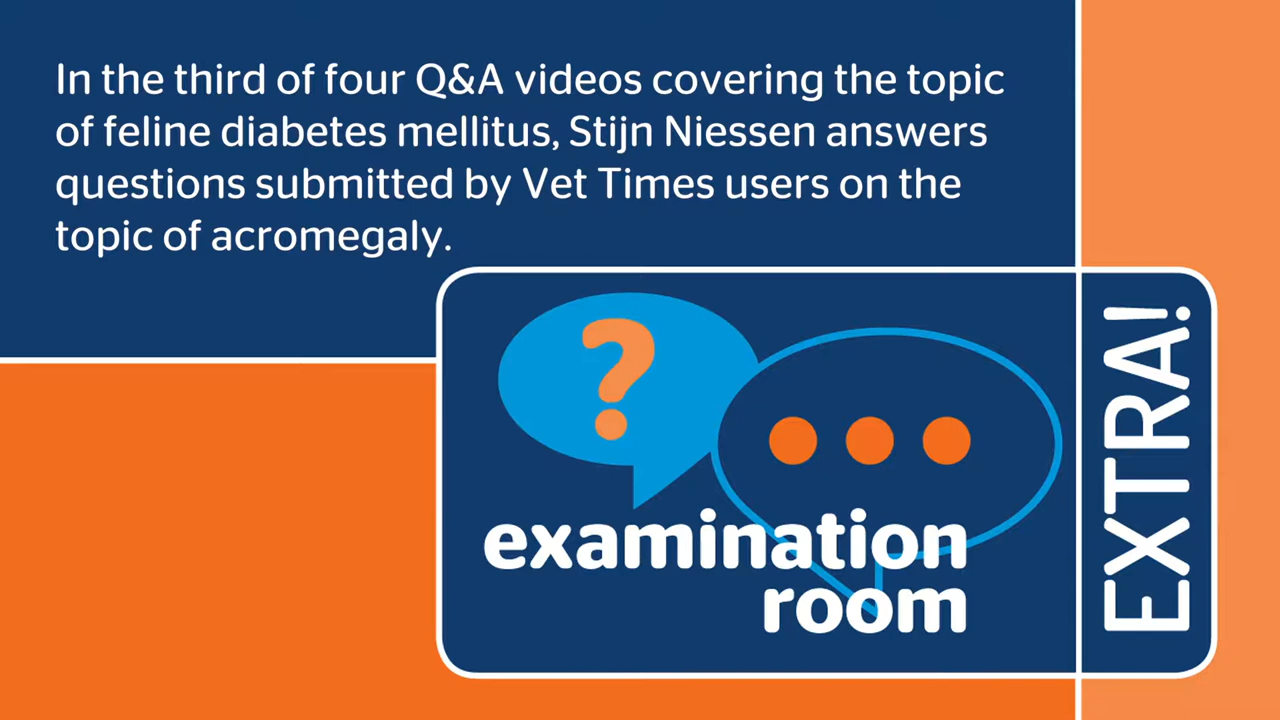 In the third of four Q&A videos covering the topic
of feline diabetes mellitus, Stijn Niessen answers
questions submitted by Vet Times users on the
topic of acromegaly.
?
examination
room
EXTRA!